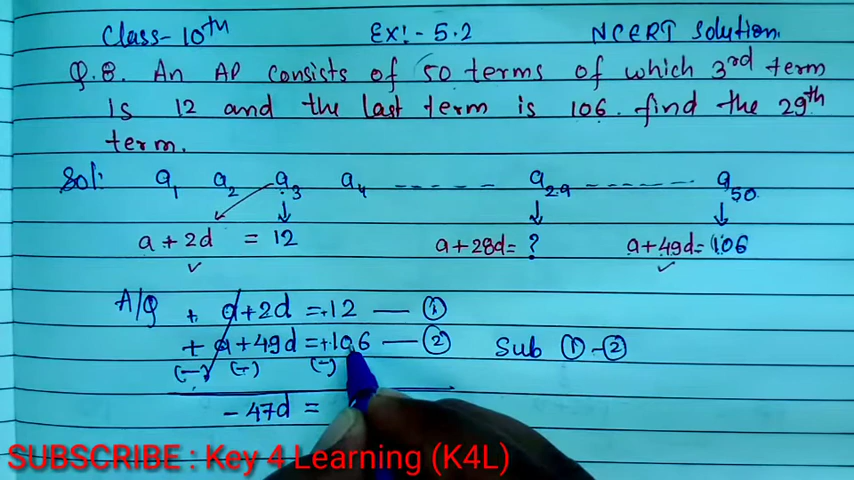 Class-10th Ex:-5.2 NCERT Solution.
Q.8. An AP consists of 50 terms of which 3rd term
is 12 and the last term is 106. find the 29th
term.
Sol: a1 a2 a3 a4 ------ a29 ------- a50
a+2d = 12 a+28d = ? a+49d = 106
A/Q + a+2d = +12 — ①
+ a+49d = +106 — ② Sub ①-②
(-) (-) (-)
- 47d =
SUBSCRIBE : Key 4 Learning (K4L)